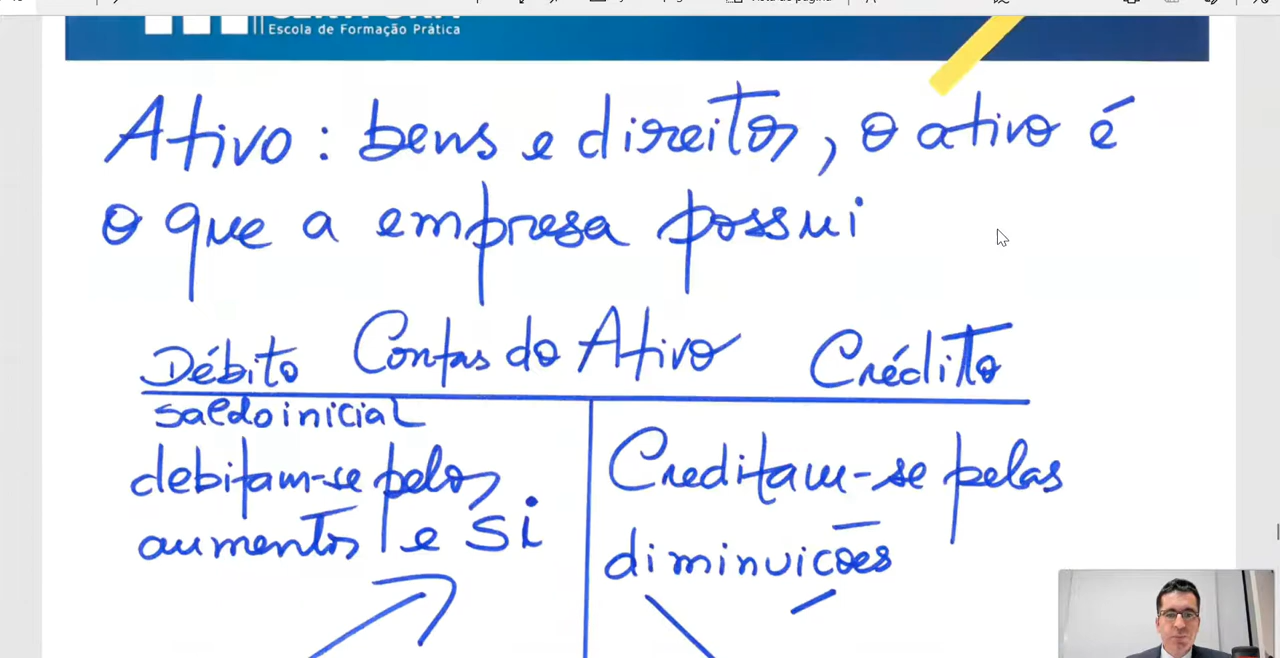 Escola de Formação Prática
Ativo: bens e direitos, o ativo é
o que a empresa possui
Débito Contas do Ativo Crédito
saldo inicial
debitam-se pelos
aumentos e si
Creditam-se pelas
diminuições